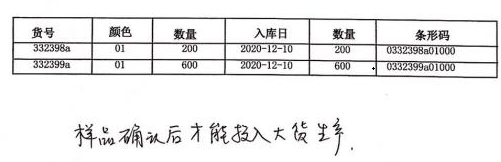 货号 颜色 数量 入库日 数量 条形码
332398a 01 200 2020-12-10 200 0332398a01000
332399a 01 600 2020-12-10 600 0332399a01000
样品确认后才能投入大货生产.